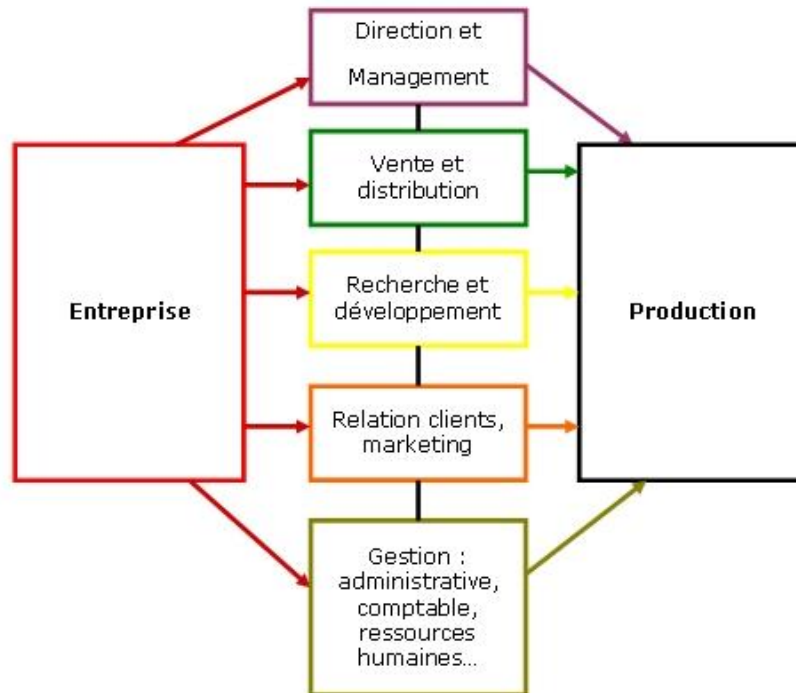 Direction et
Management
Vente et
distribution
Recherche et
développement
Entreprise
Production
Relation clients,
marketing
Gestion :
administrative,
comptable,
ressources
humaines…